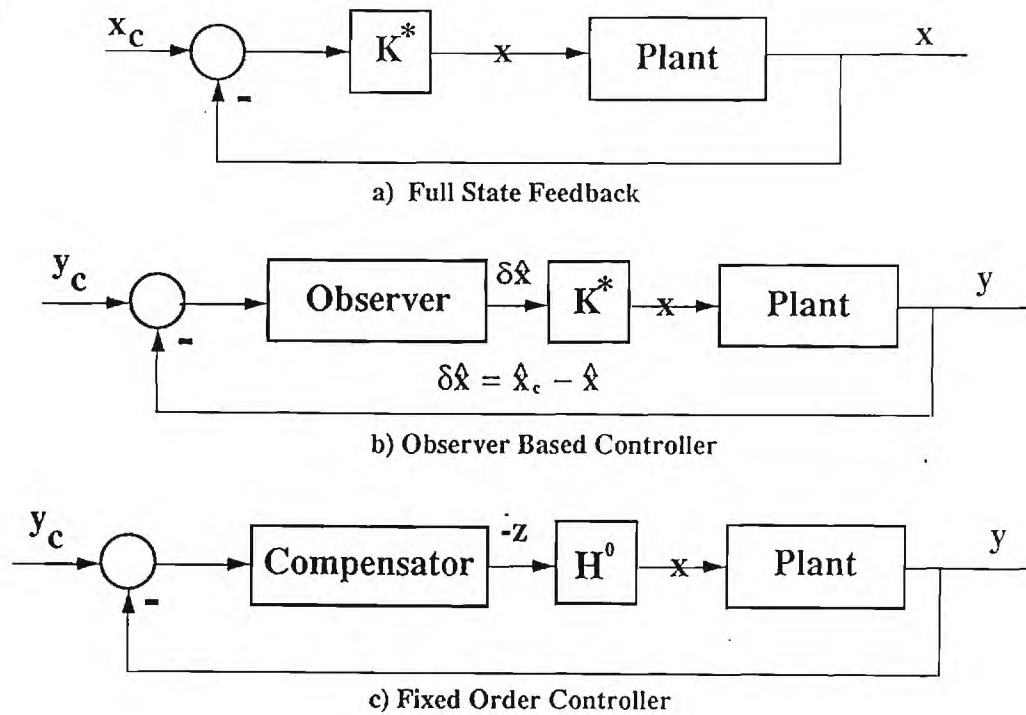 x_c K* x Plant x
-
a) Full State Feedback
y_c Observer δx̂ K* x Plant y
-
δx̂ = x̂_c - x̂
b) Observer Based Controller
y_c Compensator -z H⁰ x Plant y
-
c) Fixed Order Controller